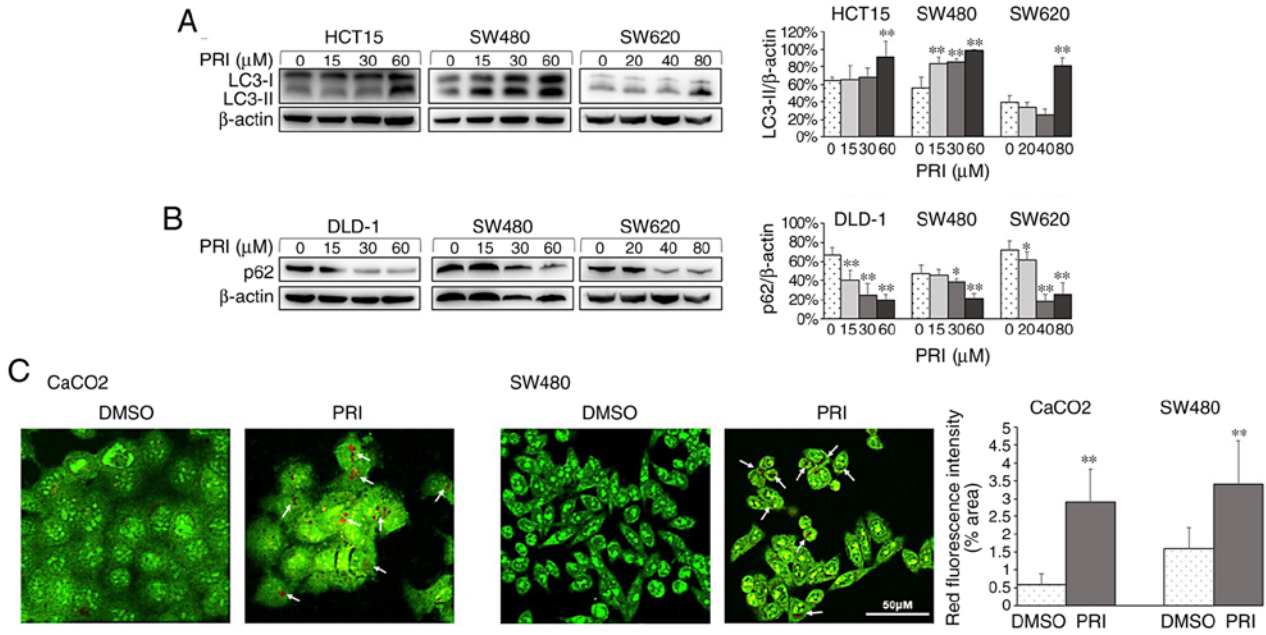 A
HCT15 SW480 SW620
PRI (μM) 0 15 30 60 0 15 30 60 0 20 40 80
LC3-I
LC3-II
β-actin
HCT15 SW480 SW620
LC3-II/β-actin
120%
100%
80%
60%
40%
20%
0%
** ** ** ** **
0 15 30 60 0 15 30 60 0 20 40 80
PRI (μM)
B
DLD-1 SW480 SW620
PRI (μM) 0 15 30 60 0 15 30 60 0 20 40 80
p62
β-actin
DLD-1 SW480 SW620
p62/β-actin
100%
80%
60%
40%
20%
0%
** ** ** * ** * ** **
0 15 30 60 0 15 30 60 0 20 40 80
PRI (μM)
C
CaCO2 SW480
DMSO PRI DMSO PRI
50μM
CaCO2 SW480
Red fluorescence intensity
(% area)
5
4.5
4
3.5
3
2.5
2
1.5
1
0.5
0
** **
DMSO PRI DMSO PRI